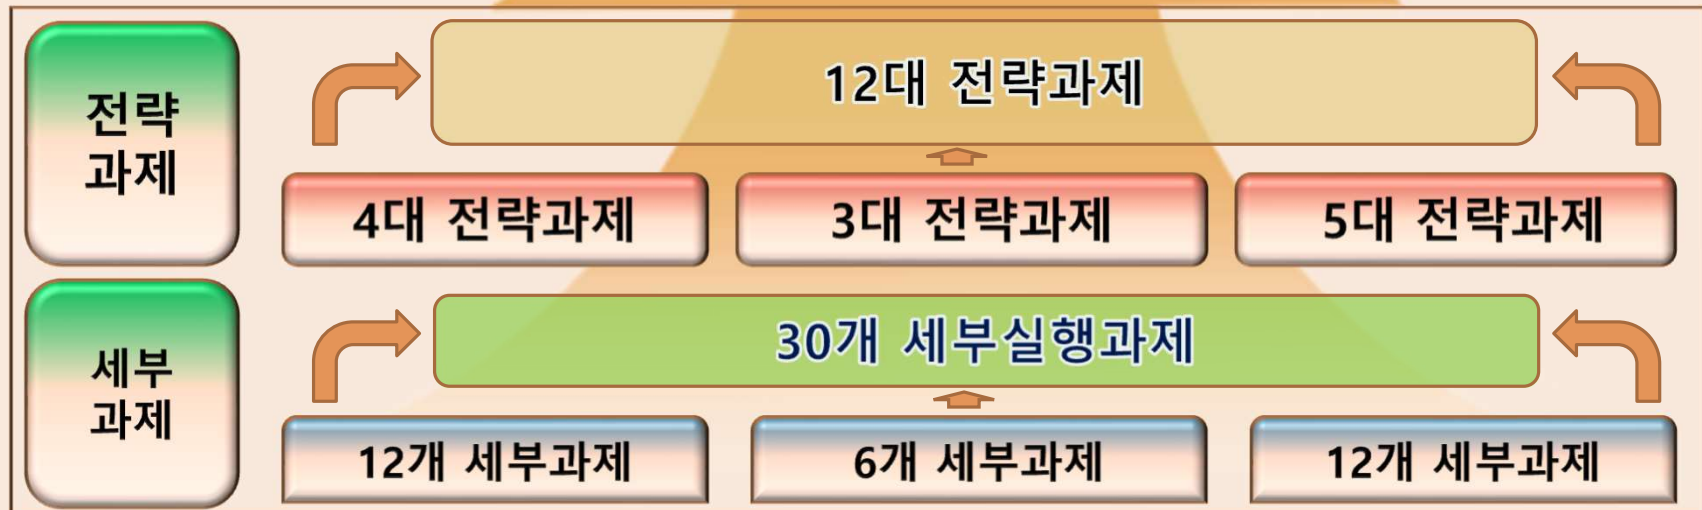 전략
과제
12대 전략과제
4대 전략과제
3대 전략과제
5대 전략과제
세부
과제
30개 세부실행과제
12개 세부과제
6개 세부과제
12개 세부과제